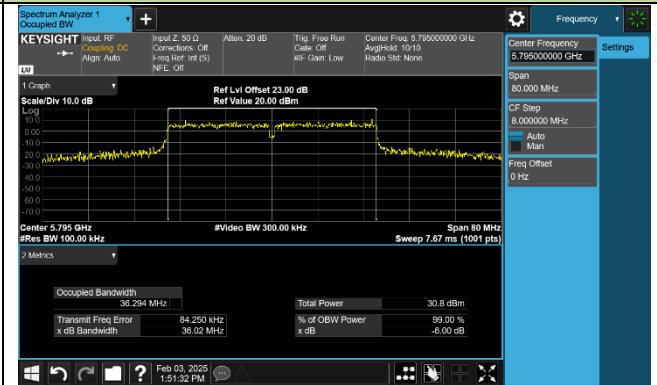 Spectrum Analyzer 1
Occupied BW
Frequency
KEYSIGHT
Input: RF
Coupling: DC
Align: Auto
Input Z: 50 Ω
Corrections: Off
Freq Ref: Int (S)
NFE: Off
Atten: 20 dB
Trig: Free Run
Gate: Off
#IF Gain: Low
Center Freq: 5.795000000 GHz
Avg|Hold: 10/10
Radio Std: None
LXI
1 Graph
Scale/Div 10.0 dB
Ref Lvl Offset 23.00 dB
Ref Value 20.00 dBm
Log
10.0
0.00
-10.0
-20.0
-30.0
-40.0
-50.0
-60.0
-70.0
Center 5.795 GHz
#Res BW 100.00 kHz
#Video BW 300.00 kHz
Span 80 MHz
Sweep 7.67 ms (1001 pts)
2 Metrics
Occupied Bandwidth
36.294 MHz
Transmit Freq Error 84.250 kHz
x dB Bandwidth 36.02 MHz
Total Power 30.8 dBm
% of OBW Power 99.00 %
x dB -6.00 dB
Feb 03, 2025
1:51:32 PM
Center Frequency
5.795000000 GHz
Span
80.000 MHz
CF Step
8.000000 MHz
Auto
Man
Freq Offset
0 Hz
Settings